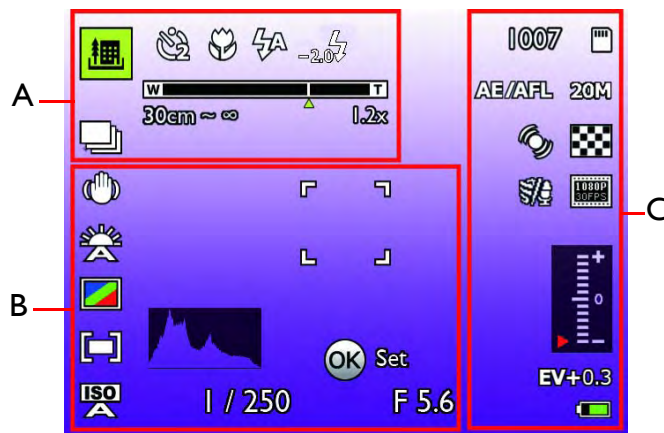 A
2
A
-2.0
W
T
30cm ~ ∞
1.2x
B
OK Set
ISO
A
1 / 250
F 5.6
C
1007
AE/AFL 20M
1080P
30FPS
+
0
−
EV+0.3